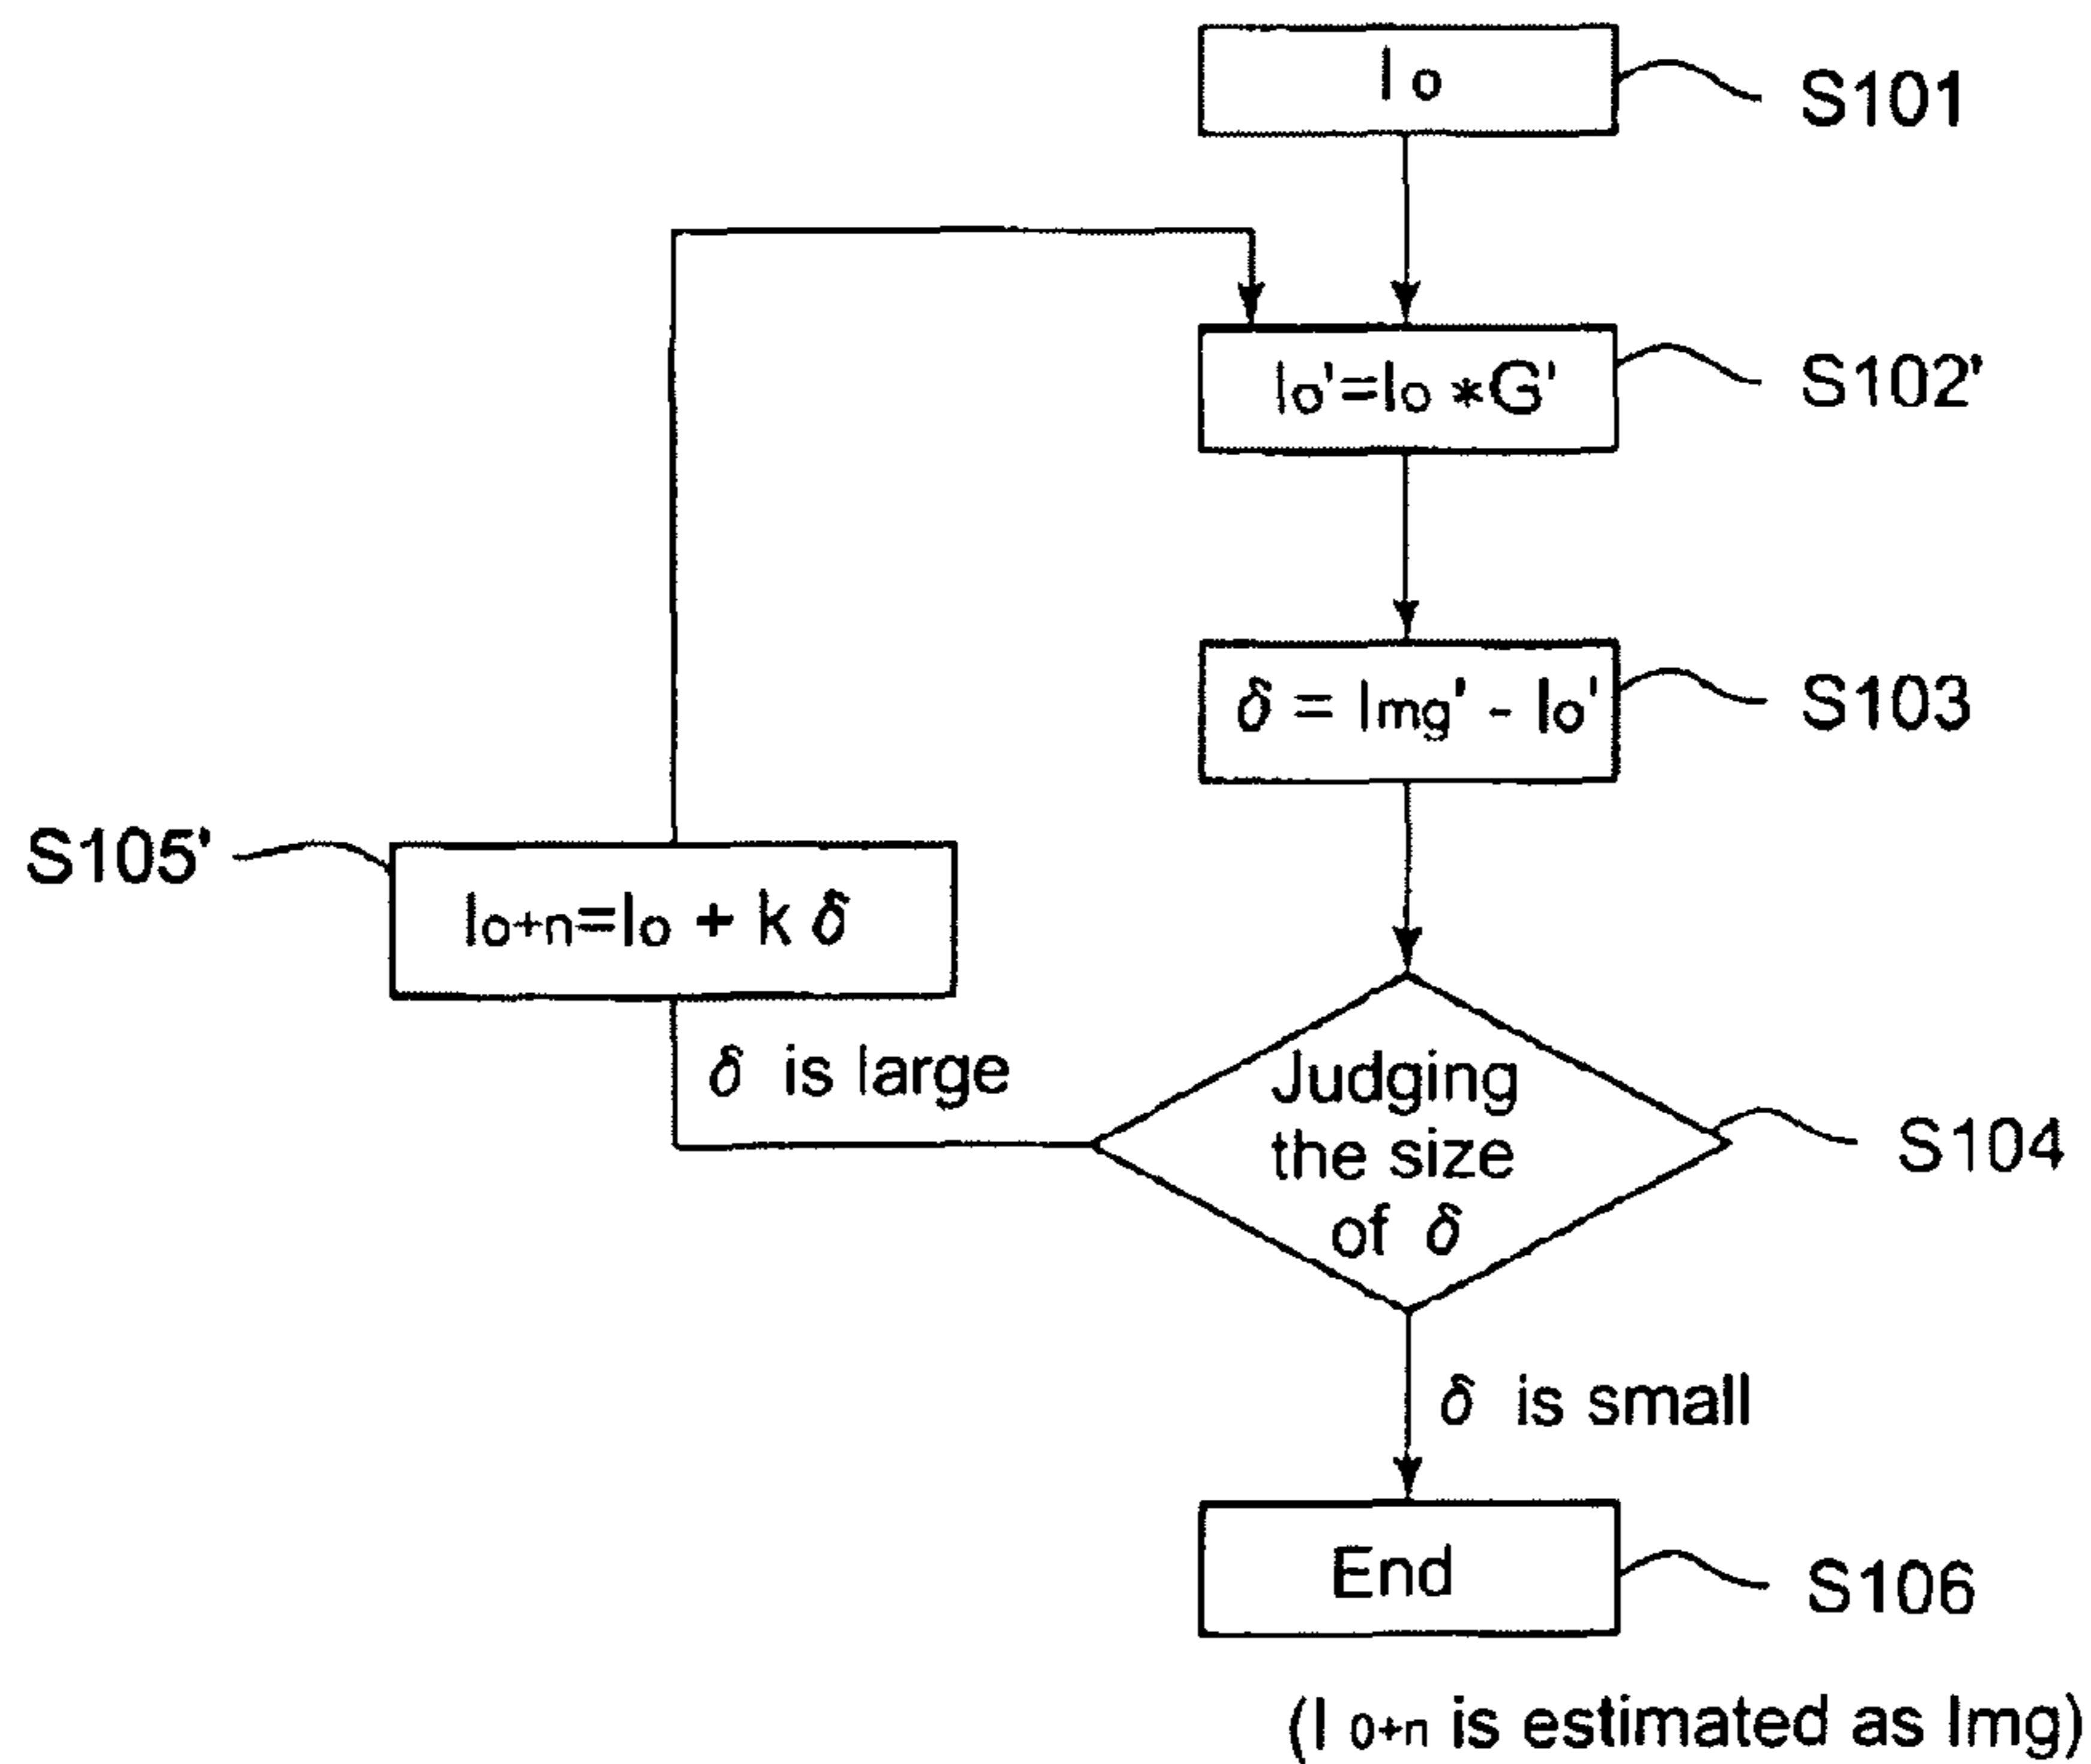 Io
S101
Io'=Io *G'
S102'
δ = Img' - Io'
S103
S105'
Io+n=Io + k δ
δ is large
Judging
the size
of δ
S104
δ is small
End
S106
(I 0+n is estimated as Img)